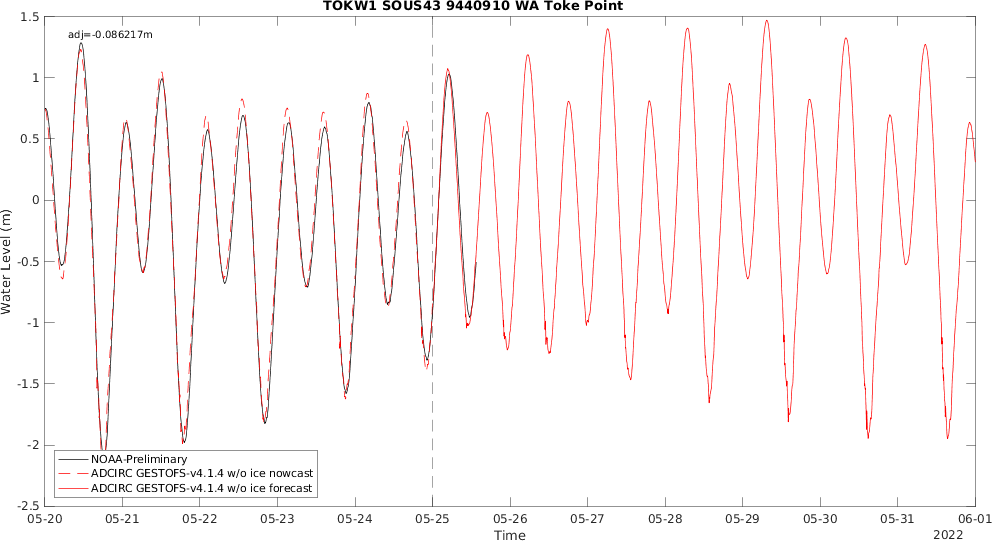 TOKW1 SOUS43 9440910 WA Toke Point
adj=-0.086217m
1.5
1
0.5
0
-0.5
-1
-1.5
-2
-2.5
Water Level (m)
NOAA-Preliminary
ADCIRC GESTOFS-v4.1.4 w/o ice nowcast
ADCIRC GESTOFS-v4.1.4 w/o ice forecast
05-20 05-21 05-22 05-23 05-24 05-25 05-26 05-27 05-28 05-29 05-30 05-31 06-01
Time
2022